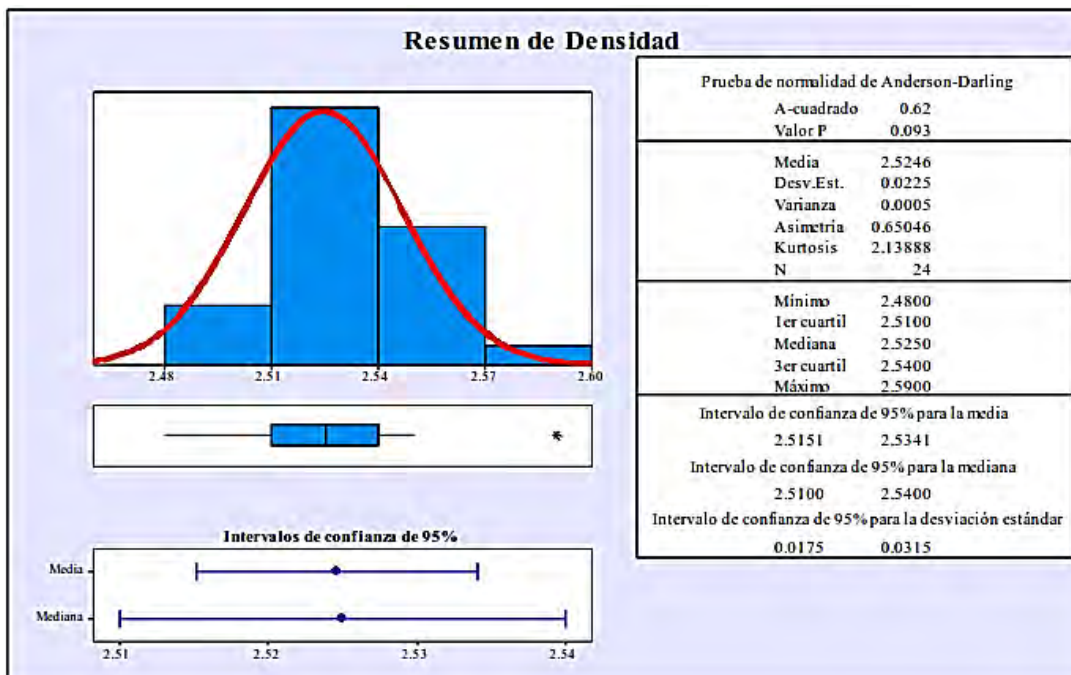 Resumen de Densidad
2.48 2.51 2.54 2.57 2.60
*
Intervalos de confianza de 95%
Media
Mediana
2.51 2.52 2.53 2.54
Prueba de normalidad de Anderson-Darling
A-cuadrado 0.62
Valor P 0.093
Media 2.5246
Desv.Est. 0.0225
Varianza 0.0005
Asimetría 0.65046
Kurtosis 2.13888
N 24
Mínimo 2.4800
1er cuartil 2.5100
Mediana 2.5250
3er cuartil 2.5400
Máximo 2.5900
Intervalo de confianza de 95% para la media
2.5151 2.5341
Intervalo de confianza de 95% para la mediana
2.5100 2.5400
Intervalo de confianza de 95% para la desviación estándar
0.0175 0.0315